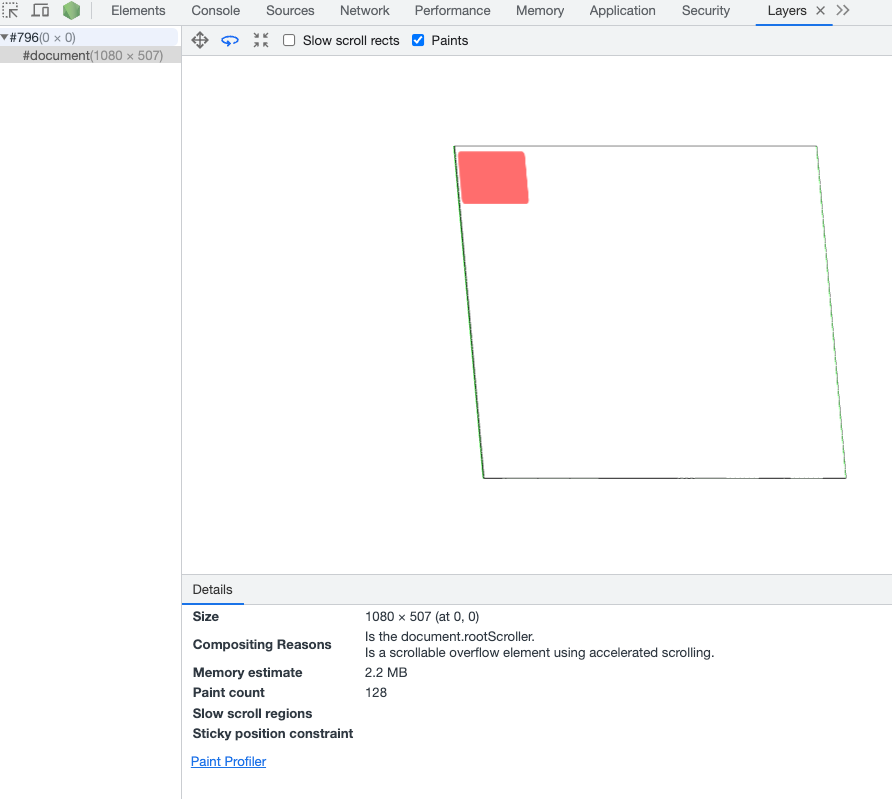 Elements Console Sources Network Performance Memory Application Security Layers
#796(0 × 0)
#document(1080 × 507)
Slow scroll rects Paints
Details
Size 1080 × 507 (at 0, 0)
Compositing Reasons Is the document.rootScroller.
Is a scrollable overflow element using accelerated scrolling.
Memory estimate 2.2 MB
Paint count 128
Slow scroll regions
Sticky position constraint
Paint Profiler